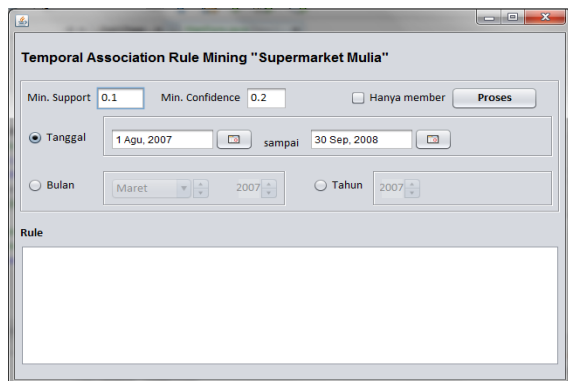 Temporal Association Rule Mining "Supermarket Mulia"
Min. Support 0.1 Min. Confidence 0.2 Hanya member Proses
Tanggal 1 Agu, 2007 sampai 30 Sep, 2008
Bulan Maret 2007 Tahun 2007
Rule